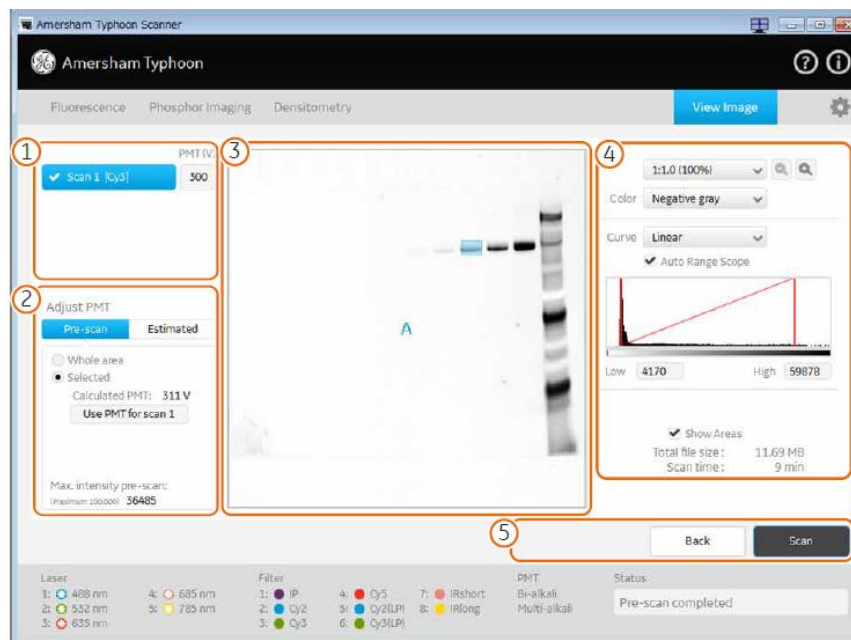 Amersham Typhoon Scanner
Amersham Typhoon
Fluorescence Phosphor Imaging Densitometry View Image
1
PMT (V)
Scan 1 [Cy3] 300
2
Adjust PMT
Pre-scan Estimated
Whole area
Selected
Calculated PMT: 311 V
Use PMT for scan 1
Max. intensity pre-scan:
(Maximum 100,000) 36485
3
A
4
1:1.0 (100%)
Color Negative gray
Curve Linear
Auto Range Scope
Low 4170 High 59878
Show Areas
Total file size : 11.69 MB
Scan time : 9 min
5
Back Scan
Laser
1: 488 nm 4: 685 nm
2: 532 nm 5: 785 nm
3: 635 nm
Filter
1: IP 4: Cy5 7: IRshort
2: Cy2 5: Cy2(LP) 8: IRlong
3: Cy3 6: Cy3(LP)
PMT
Bi-alkali
Multi-alkali
Status
Pre-scan completed